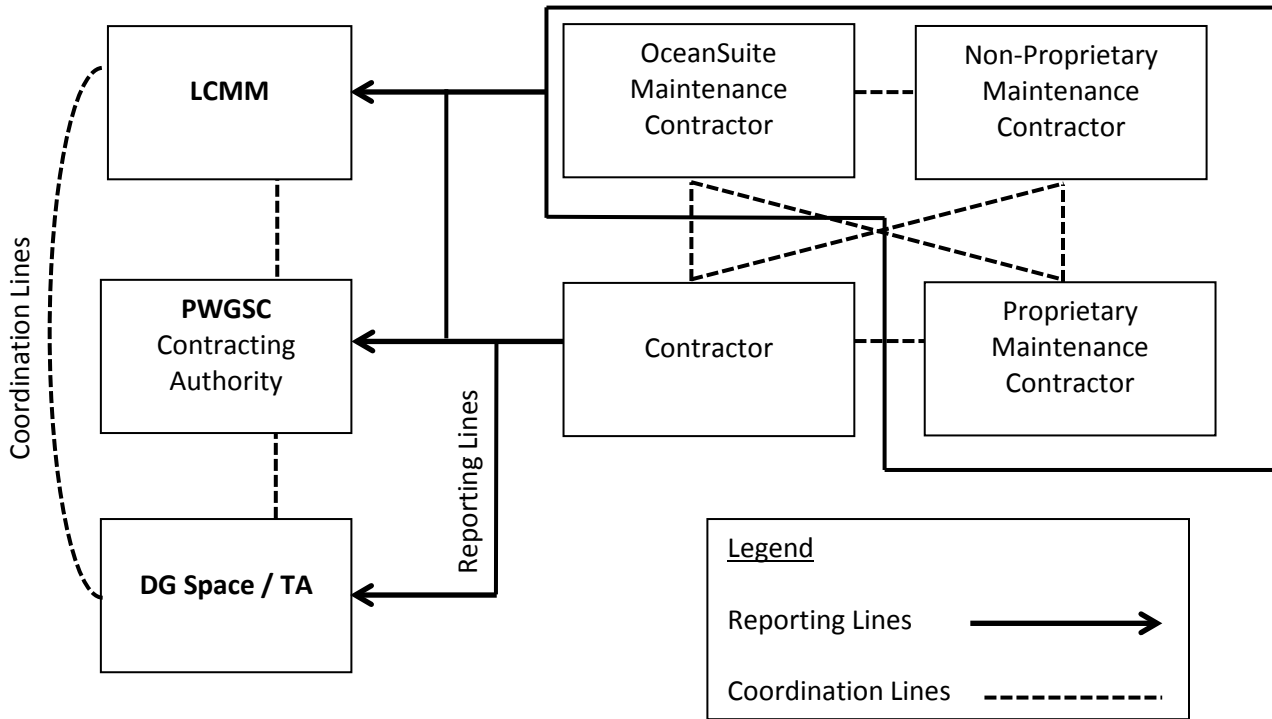 LCMM
OceanSuite
Maintenance
Contractor
Non-Proprietary
Maintenance
Contractor
Coordination Lines
PWGSC
Contracting
Authority
Contractor
Proprietary
Maintenance
Contractor
Reporting Lines
DG Space / TA
Legend
Reporting Lines
Coordination Lines